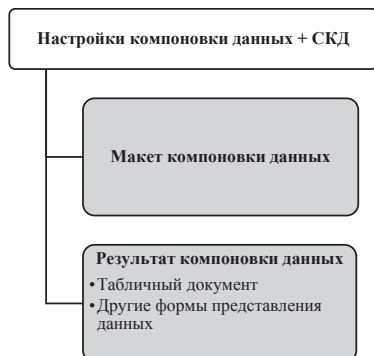 Настройки компоновки данных + СКД
Макет компоновки данных
Результат компоновки данных
•Табличный документ
•Другие формы представления
данных